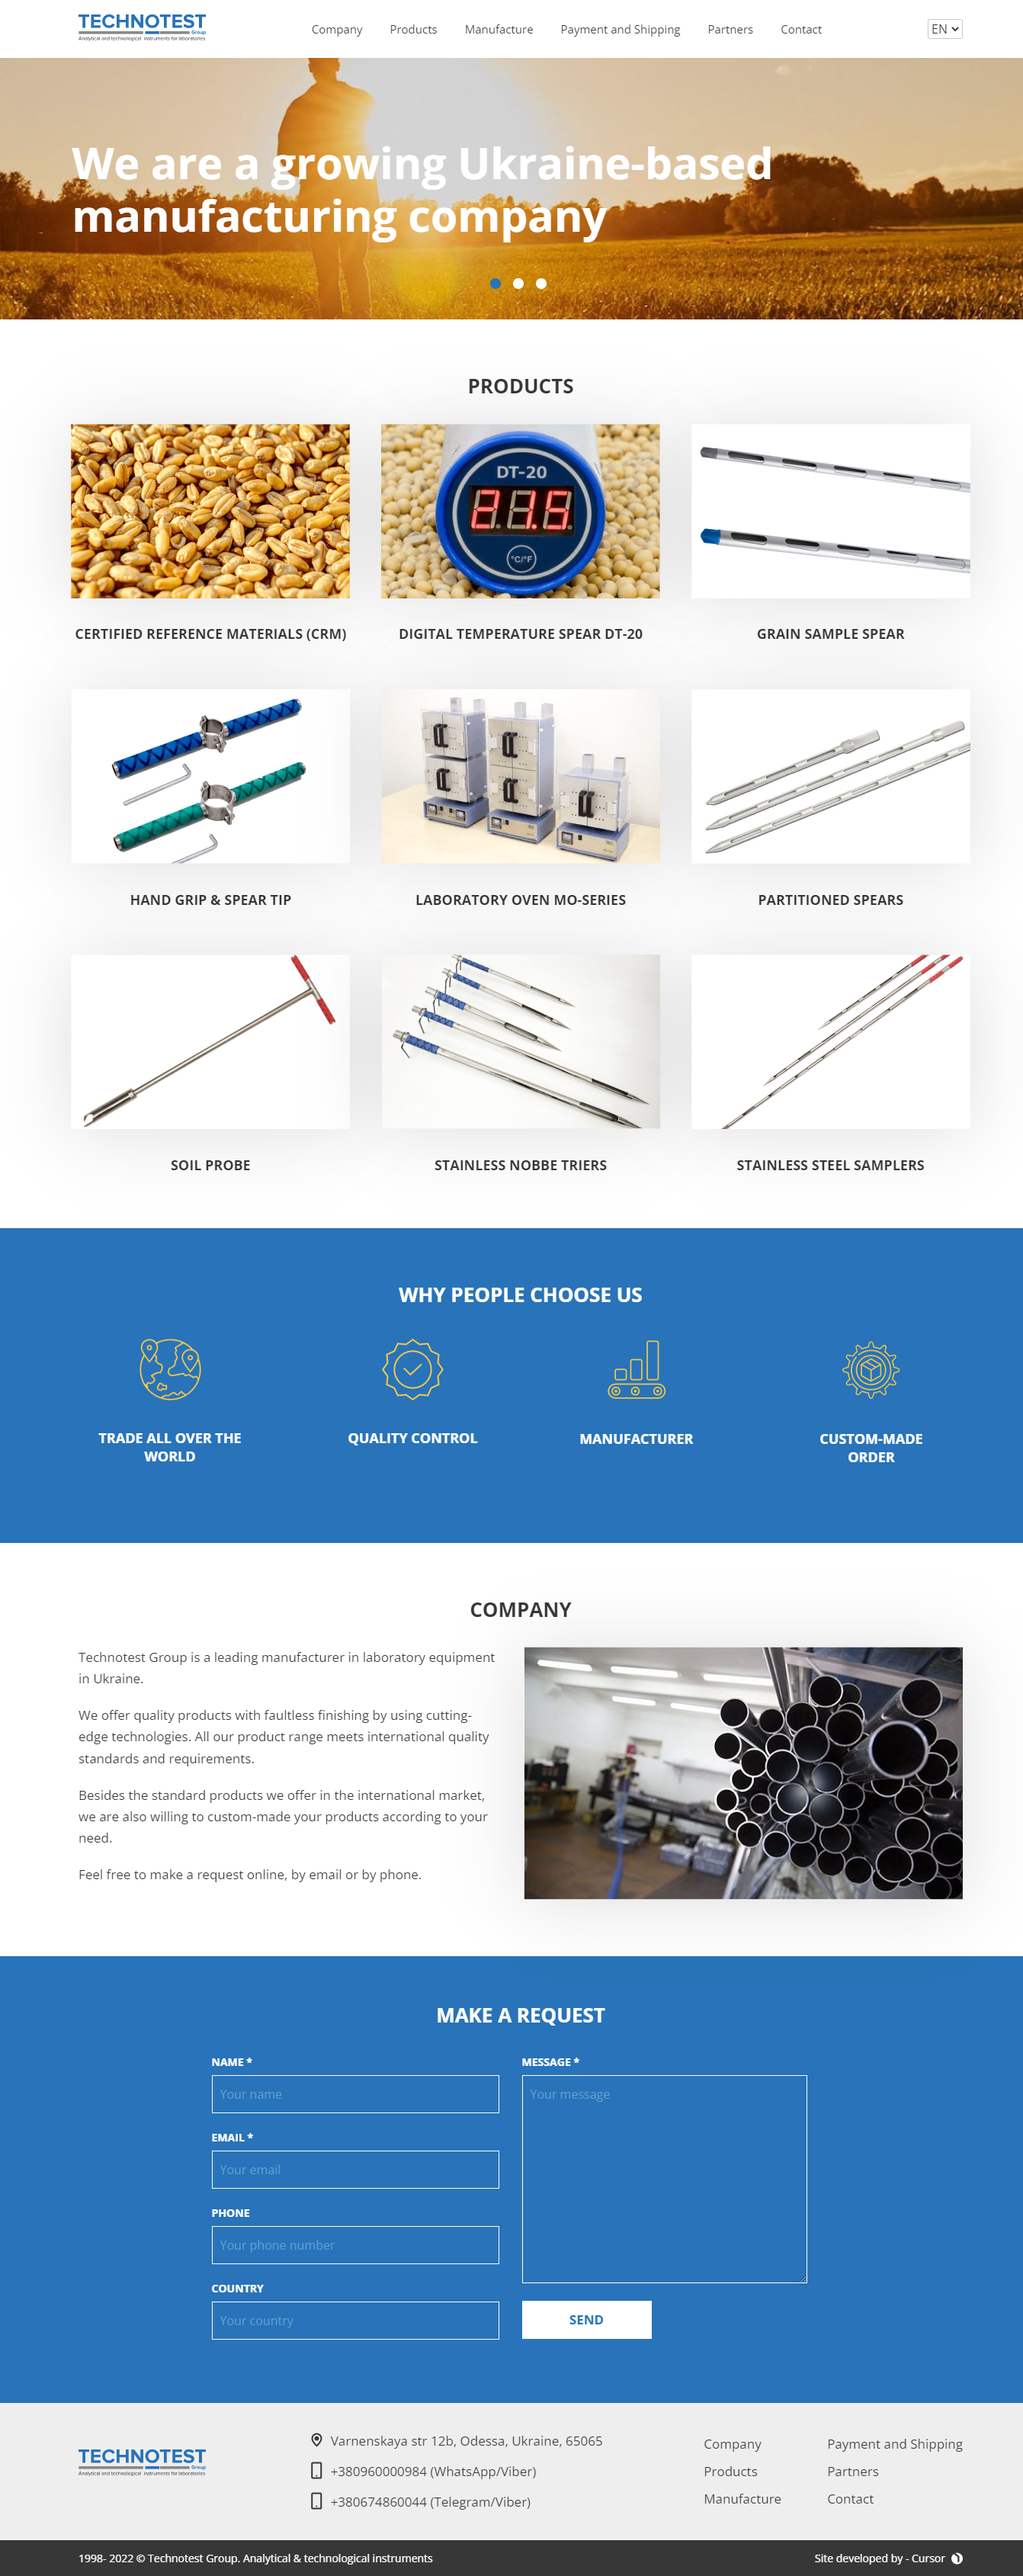 TECHNOTEST
Group
Analytical and technological instruments for laboratories
Company
Products
Manufacture
Payment and Shipping
Partners
Contact
EN
We are a growing Ukraine-based
manufacturing company
PRODUCTS
DT-20
21.5
°C/°F
CERTIFIED REFERENCE MATERIALS (CRM)
DIGITAL TEMPERATURE SPEAR DT-20
GRAIN SAMPLE SPEAR
HAND GRIP & SPEAR TIP
LABORATORY OVEN MO-SERIES
PARTITIONED SPEARS
SOIL PROBE
STAINLESS NOBBE TRIERS
STAINLESS STEEL SAMPLERS
WHY PEOPLE CHOOSE US
TRADE ALL OVER THE
WORLD
QUALITY CONTROL
MANUFACTURER
CUSTOM-MADE
ORDER
COMPANY
Technotest Group is a leading manufacturer in laboratory equipment
in Ukraine.
We offer quality products with faultless finishing by using cutting-
edge technologies. All our product range meets international quality
standards and requirements.
Besides the standard products we offer in the international market,
we are also willing to custom-made your products according to your
need.
Feel free to make a request online, by email or by phone.
MAKE A REQUEST
NAME *
Your name
EMAIL *
Your email
PHONE
Your phone number
COUNTRY
Your country
MESSAGE *
Your message
SEND
TECHNOTEST
Group
Analytical and technological instruments for laboratories
Varnenskaya str 12b, Odessa, Ukraine, 65065
+380960000984 (WhatsApp/Viber)
+380674860044 (Telegram/Viber)
Company
Products
Manufacture
Payment and Shipping
Partners
Contact
1998- 2022 © Technotest Group. Analytical & technological instruments
Site developed by - Cursor